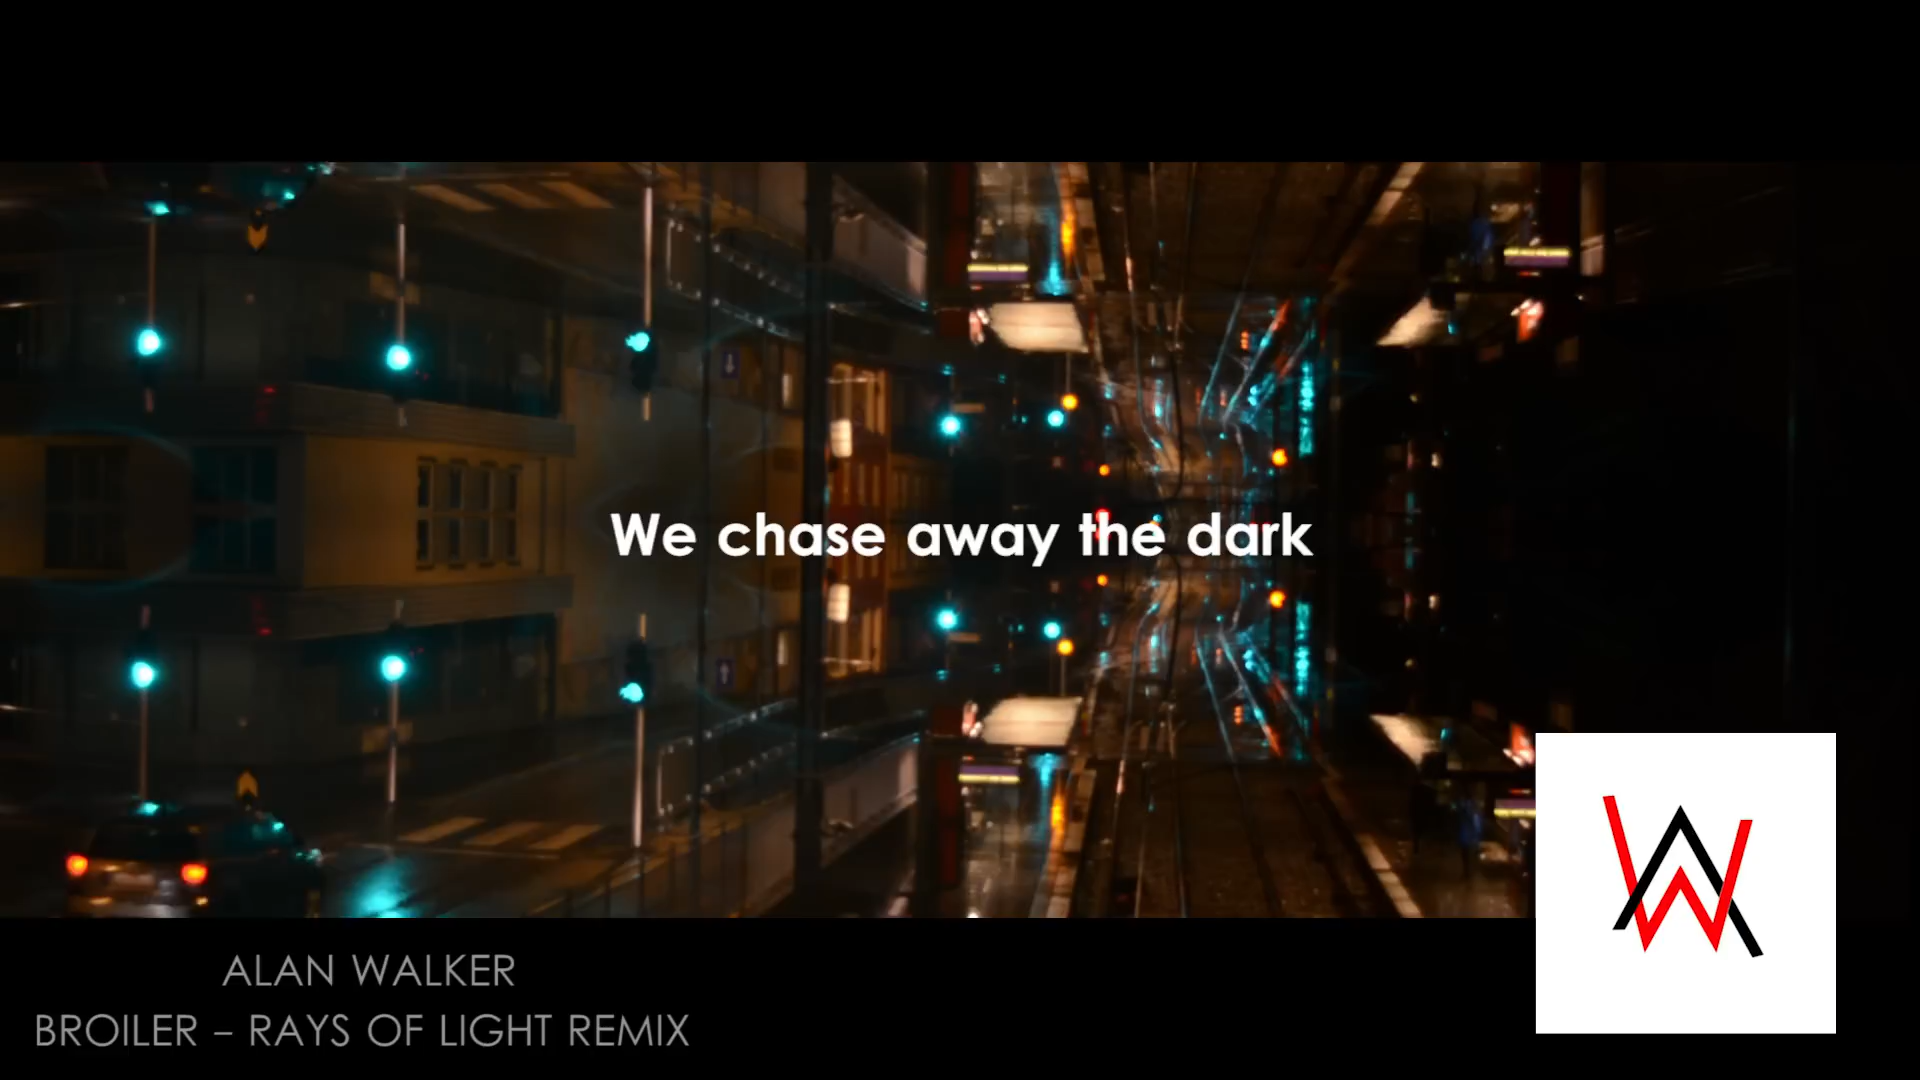 We chase away the dark
ALAN WALKER
BROILER – RAYS OF LIGHT REMIX